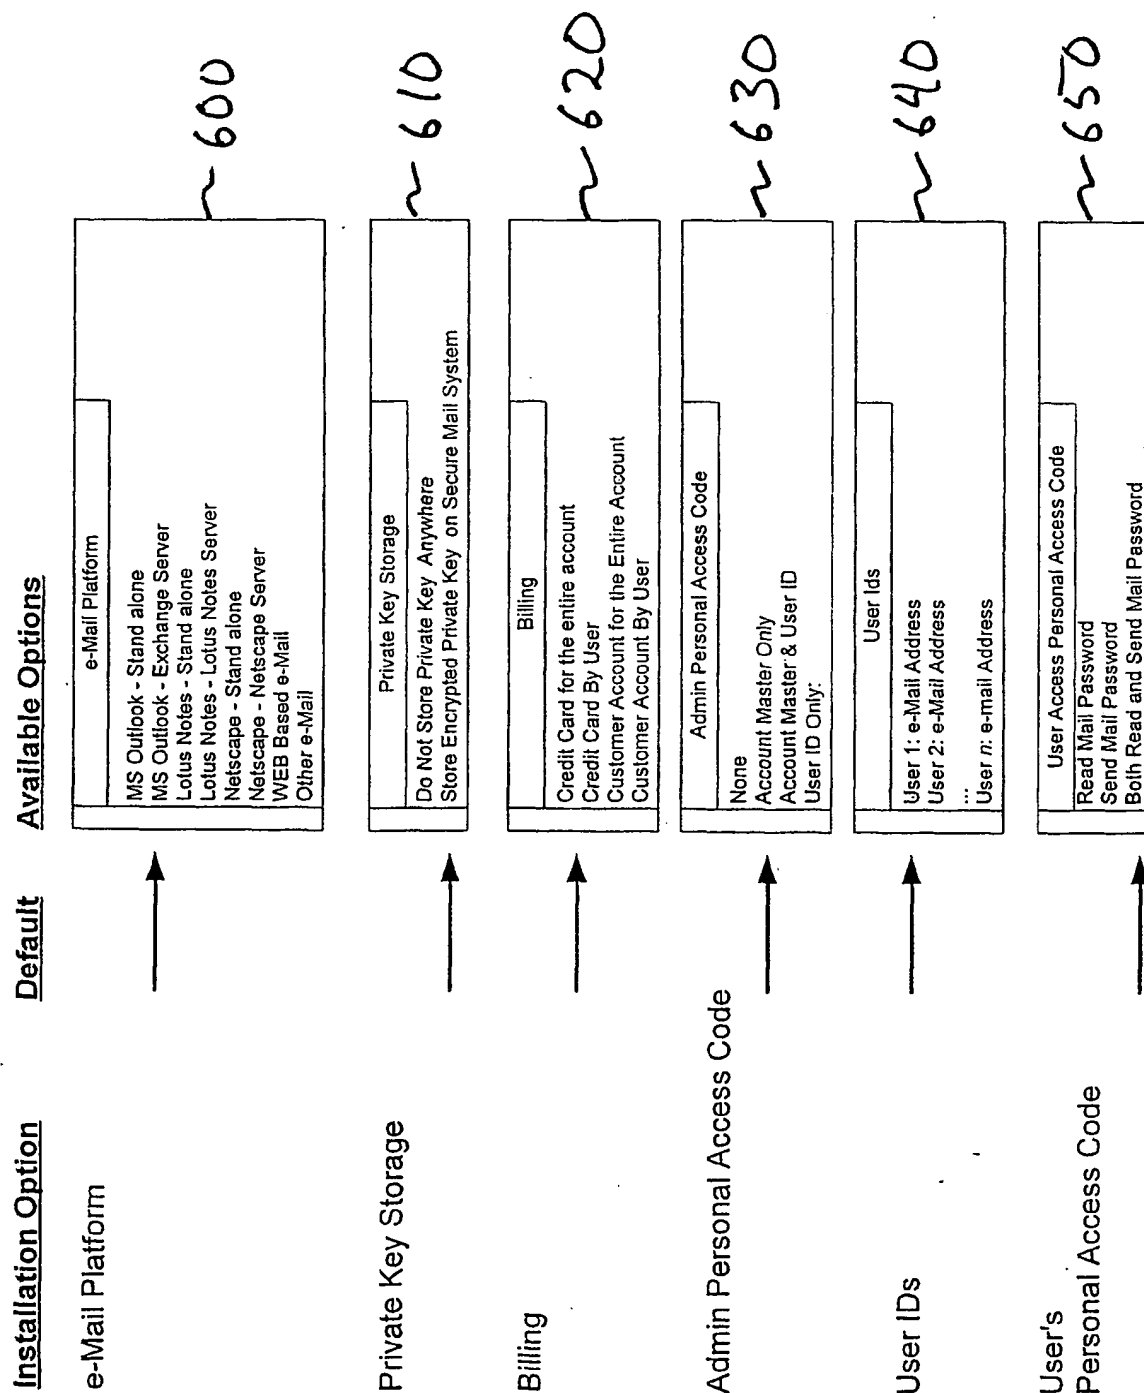 Installation Option Default Available Options
e-Mail Platform
e-Mail Platform
MS Outlook - Stand alone
MS Outlook - Exchange Server
Lotus Notes - Stand alone
Lotus Notes - Lotus Notes Server
Netscape - Stand alone
Netscape - Netscape Server
WEB Based e-Mail
Other e-Mail
~ 600
Private Key Storage
Private Key Storage
Do Not Store Private Key Anywhere
Store Encrypted Private Key on Secure Mail System
~ 610
Billing
Billing
Credit Card for the entire account
Credit Card By User
Customer Account for the Entire Account
Customer Account By User
~ 620
Admin Personal Access Code
Admin Personal Access Code
None
Account Master Only
Account Master & User ID
User ID Only:
~ 630
User IDs
User Ids
User 1: e-Mail Address
User 2: e-Mail Address
...
User n: e-mail Address
~ 640
User's
Personal Access Code
User Access Personal Access Code
Read Mail Password
Send Mail Password
Both Read and Send Mail Password
~ 650